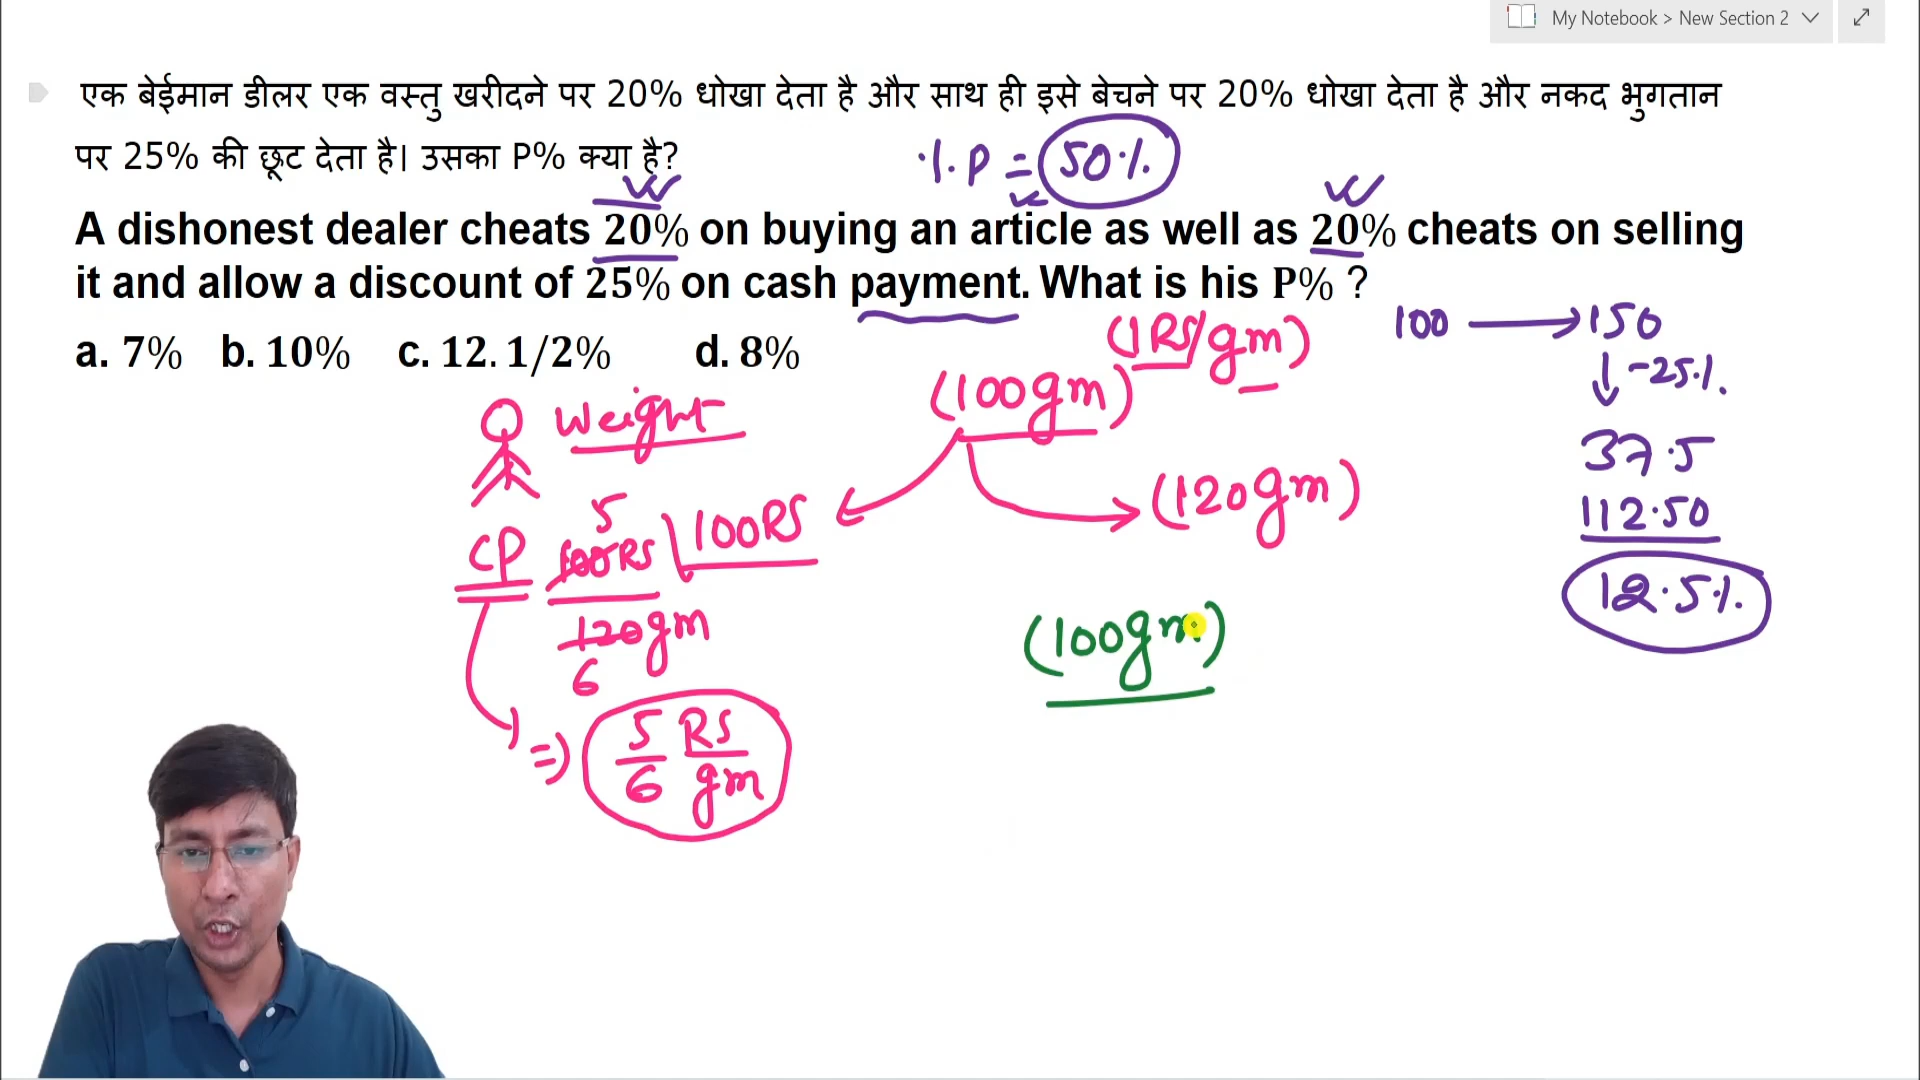 My Notebook > New Section 2
एक बेईमान डीलर एक वस्तु खरीदने पर 20% धोखा देता है और साथ ही इसे बेचने पर 20% धोखा देता है और नकद भुगतान
पर 25% की छूट देता है। उसका P% क्या है?
·/. P = 50·/.
A dishonest dealer cheats 20% on buying an article as well as 20% cheats on selling
it and allow a discount of 25% on cash payment. What is his P% ?
a. 7% b. 10% c. 12. 1/2% d. 8%
(1RS/gm)
100 → 150
↓ -25·/.
Weight
(100gm)
37.5
(120gm)
112.50
5
CP 100RS 100RS
120gm
6
12.5·/.
(100gm)
=> 5/6 RS/gm